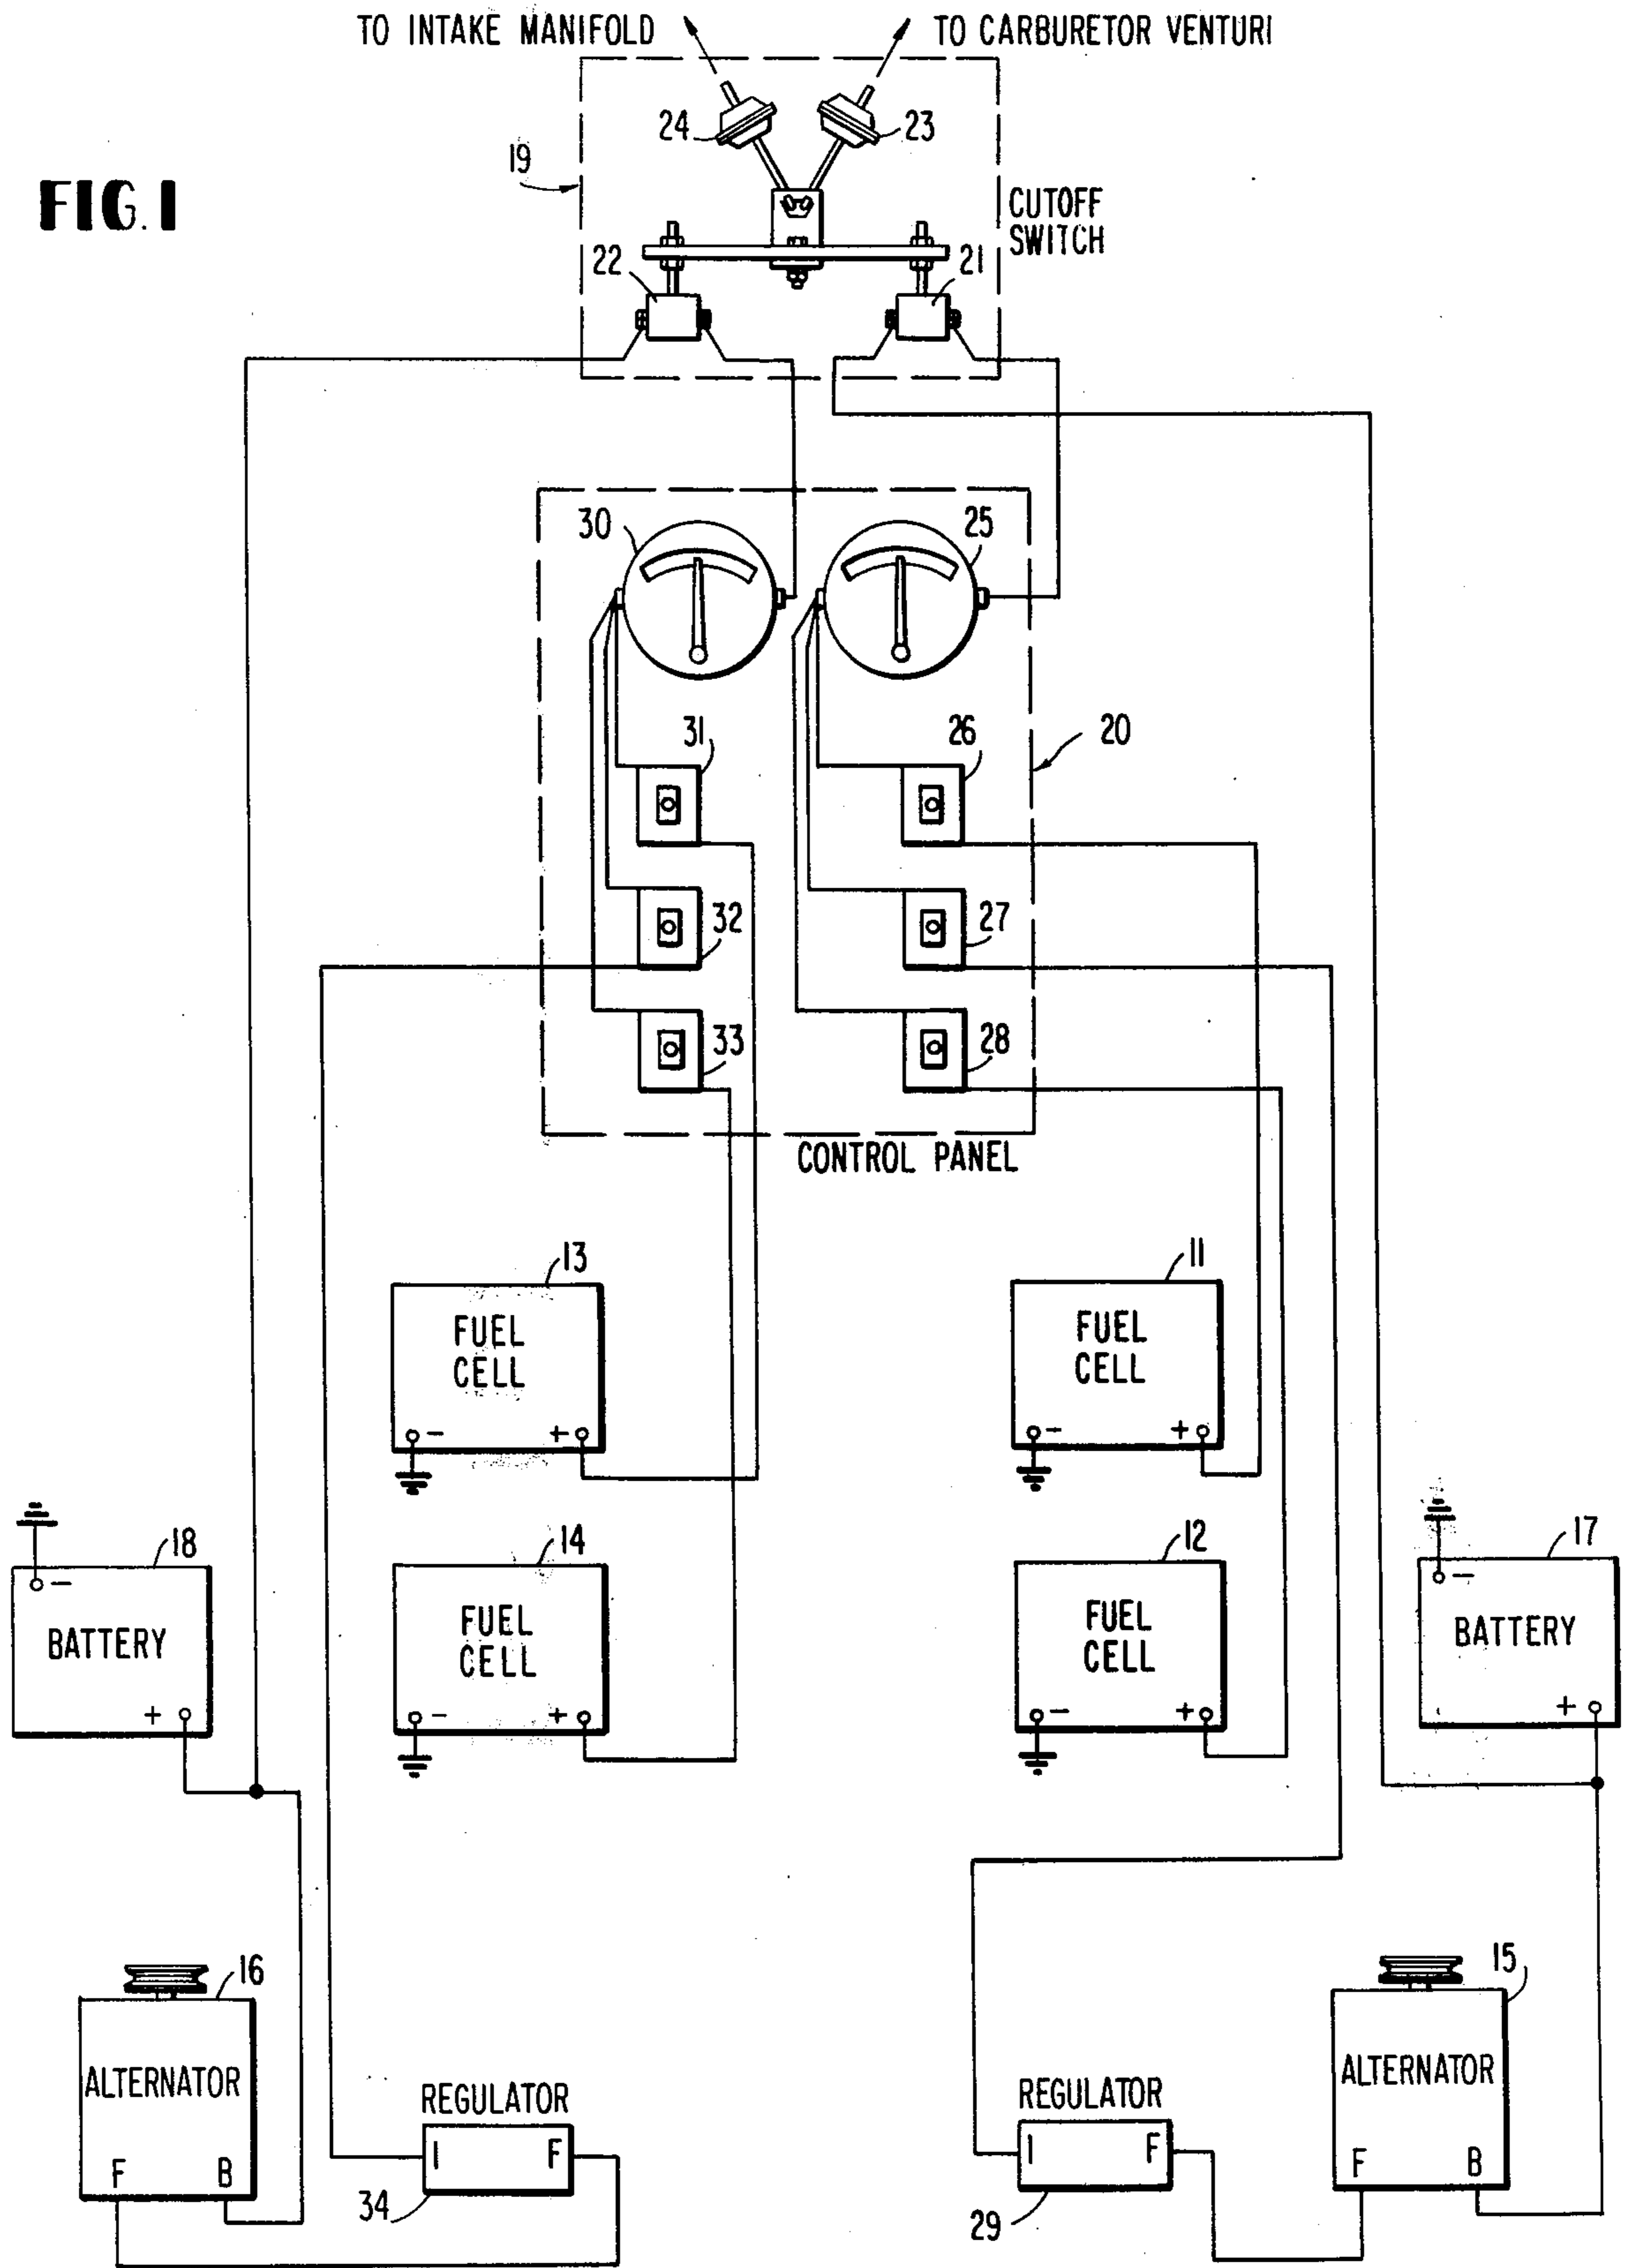 TO INTAKE MANIFOLD
TO CARBURETOR VENTURI
24
23
19
FIG. 1
CUTOFF
SWITCH
22
21
30
25
31
26
20
32
27
33
28
CONTROL PANEL
13
11
FUEL
CELL
- +
FUEL
CELL
- +
18
14
12
17
-
BATTERY
+
FUEL
CELL
- +
FUEL
CELL
- +
-
BATTERY
+
16
15
ALTERNATOR
F B
REGULATOR
I F
34
REGULATOR
I F
29
ALTERNATOR
F B